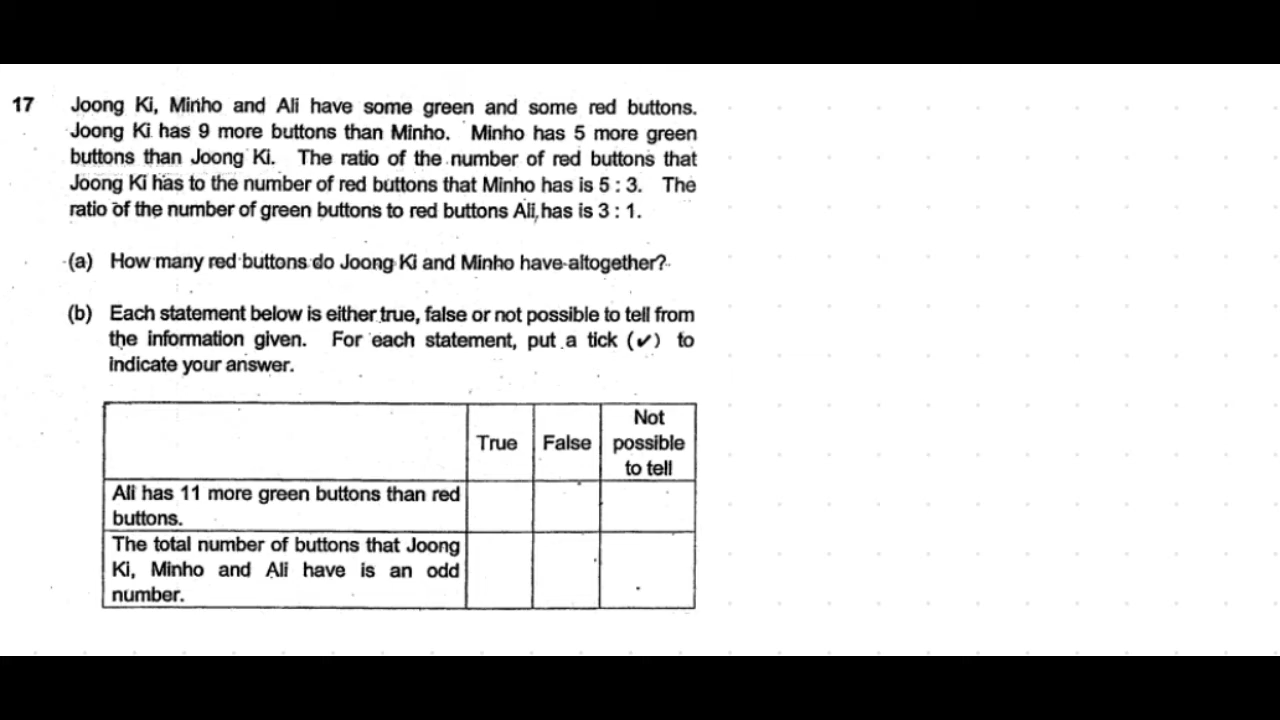 17 Joong Ki, Minho and Ali have some green and some red buttons.
Joong Ki has 9 more buttons than Minho. Minho has 5 more green
buttons than Joong Ki. The ratio of the number of red buttons that
Joong Ki has to the number of red buttons that Minho has is 5 : 3. The
ratio of the number of green buttons to red buttons Ali has is 3 : 1.
(a) How many red buttons do Joong Ki and Minho have altogether?
(b) Each statement below is either true, false or not possible to tell from
the information given. For each statement, put a tick (✓) to
indicate your answer.
True False Not
possible
to tell
Ali has 11 more green buttons than red
buttons.
The total number of buttons that Joong
Ki, Minho and Ali have is an odd
number.